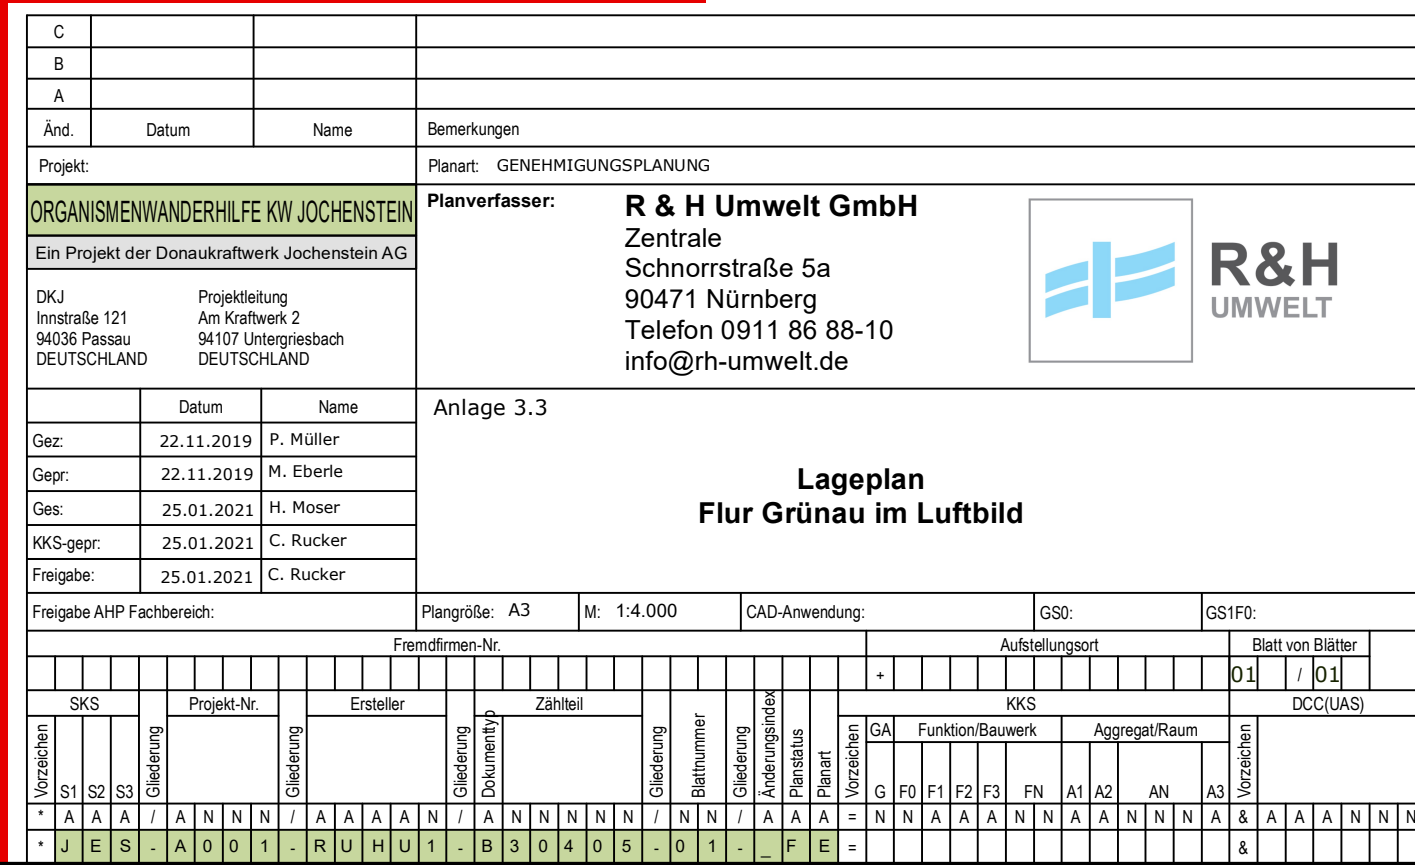 C
B
A
Änd. Datum Name Bemerkungen
Projekt: Planart: GENEHMIGUNGSPLANUNG
ORGANISMENWANDERHILFE KW JOCHENSTEIN
Ein Projekt der Donaukraftwerk Jochenstein AG
DKJ Projektleitung
Innstraße 121 Am Kraftwerk 2
94036 Passau 94107 Untergriesbach
DEUTSCHLAND DEUTSCHLAND
Planverfasser: R & H Umwelt GmbH
Zentrale
Schnorrstraße 5a
90471 Nürnberg
Telefon 0911 86 88-10
info@rh-umwelt.de
R&H
UMWELT
Datum Name
Gez: 22.11.2019 P. Müller
Gepr: 22.11.2019 M. Eberle
Ges: 25.01.2021 H. Moser
KKS-gepr: 25.01.2021 C. Rucker
Freigabe: 25.01.2021 C. Rucker
Anlage 3.3
Lageplan
Flur Grünau im Luftbild
Freigabe AHP Fachbereich: Plangröße: A3 M: 1:4.000 CAD-Anwendung: GS0: GS1F0:
Fremdfirmen-Nr. Aufstellungsort Blatt von Blätter
+ 01 / 01
SKS Projekt-Nr. Ersteller Zählteil KKS DCC(UAS)
GA Funktion/Bauwerk Aggregat/Raum
Vorzeichen S1 S2 S3 Gliederung Gliederung Gliederung Dokumenttyp Gliederung Blattnummer Gliederung Änderungsindex Planstatus Planart Vorzeichen G F0 F1 F2 F3 FN A1 A2 AN A3 Vorzeichen
* A A A / A N N N / A A A A N / A N N N N N / N N / A A A = N N A A A N N A A N N N A & A A A N N N
* J E S - A 0 0 1 - R U H U 1 - B 3 0 4 0 5 - 0 1 - _ F E = &